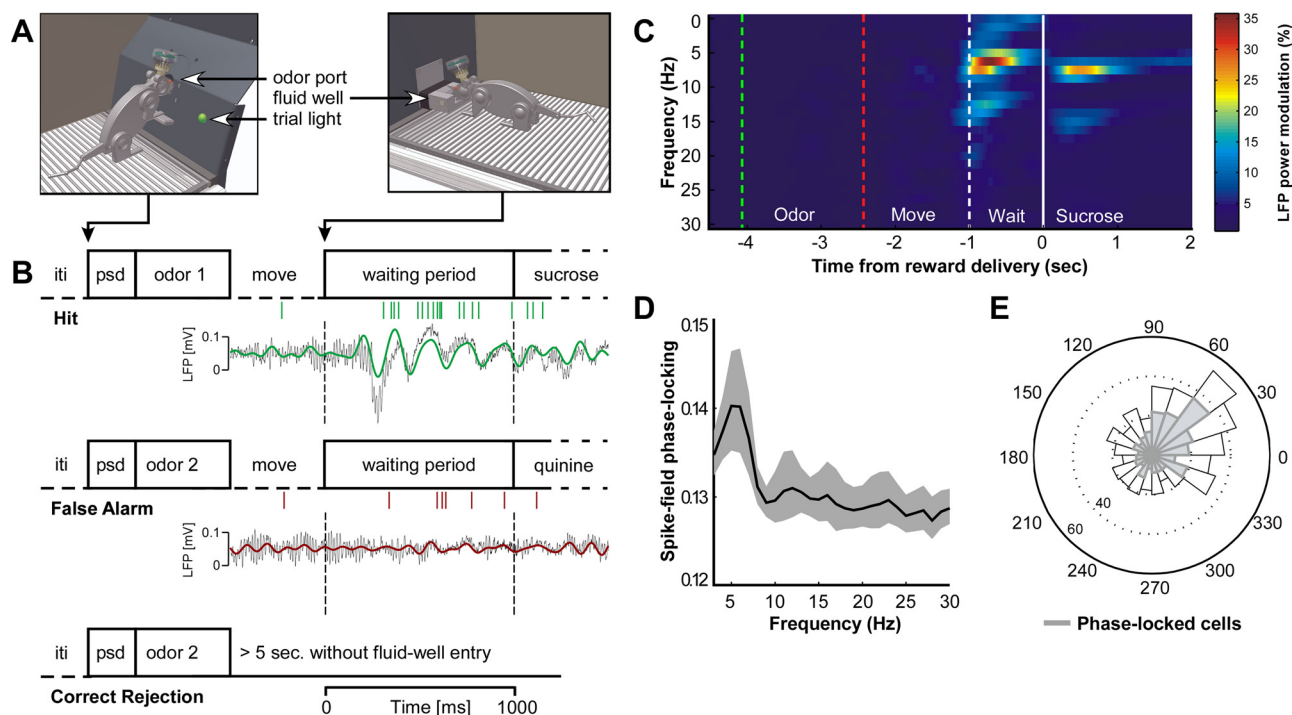 A
odor port
fluid well
trial light
B
iti psd odor 1 move waiting period sucrose
Hit
LFP [mV]
0.1
0
iti psd odor 2 move waiting period quinine
False Alarm
LFP [mV]
0.1
0
iti psd odor 2 > 5 sec. without fluid-well entry
Correct Rejection
Time [ms]
0 1000
C
Frequency (Hz)
0
5
10
15
20
25
30
Odor Move Wait Sucrose
-4 -3 -2 -1 0 1 2
Time from reward delivery (sec)
35
30
25
20
15
10
5
LFP power modulation (%)
D
Spike-field phase-locking
0.15
0.14
0.13
0.12
5 10 15 20 25 30
Frequency (Hz)
E
90
120 60
150 30
180 0
40
60
210 330
240 300
270
Phase-locked cells